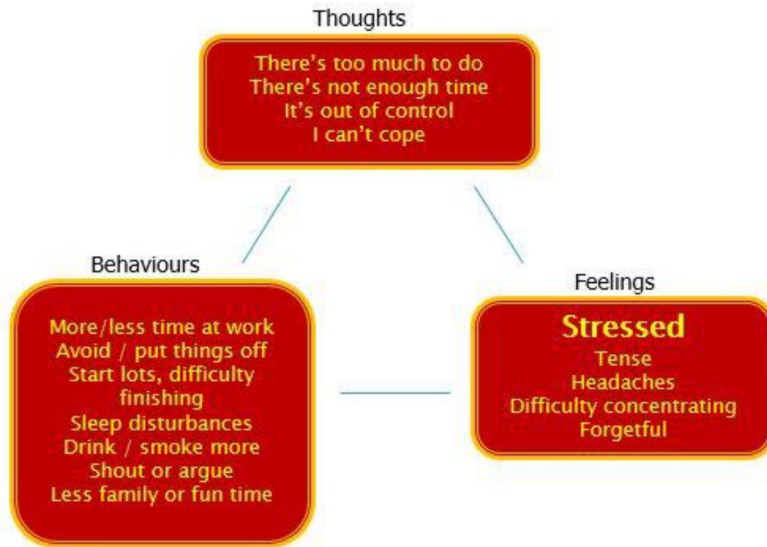 Thoughts
There's too much to do
There's not enough time
It's out of control
I can't cope
Behaviours
More/less time at work
Avoid / put things off
Start lots, difficulty
finishing
Sleep disturbances
Drink / smoke more
Shout or argue
Less family or fun time
Feelings
Stressed
Tense
Headaches
Difficulty concentrating
Forgetful